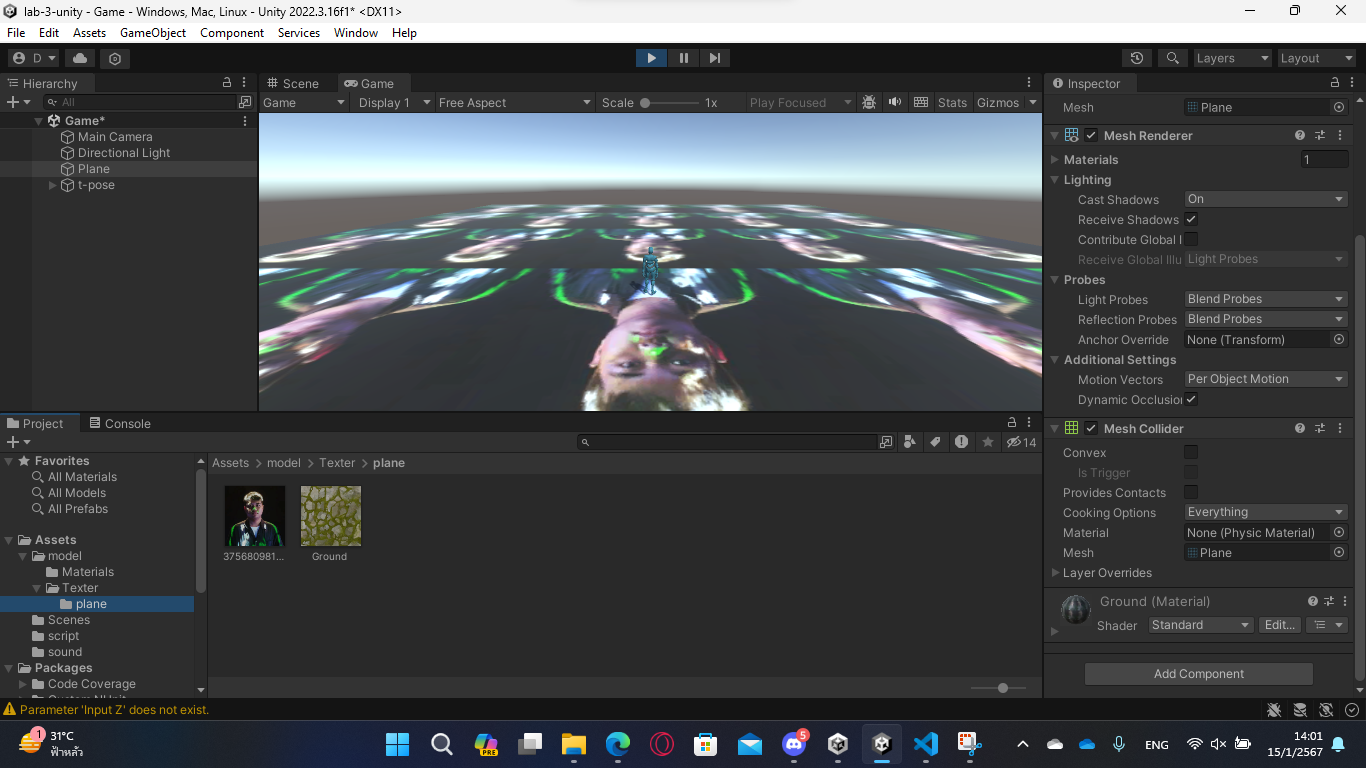 lab-3-unity - Game - Windows, Mac, Linux - Unity 2022.3.16f1* <DX11>
File Edit Assets GameObject Component Services Window Help
D Layers Layout
Hierarchy
All
Game*
Main Camera
Directional Light
Plane
t-pose
Scene Game
Game Display 1 Free Aspect Scale 1x Play Focused Stats Gizmos
Inspector
Mesh Plane
Mesh Renderer
Materials 1
Lighting
Cast Shadows On
Receive Shadows
Contribute Global I
Receive Global Illu Light Probes
Probes
Light Probes Blend Probes
Reflection Probes Blend Probes
Anchor Override None (Transform)
Additional Settings
Motion Vectors Per Object Motion
Dynamic Occlusion
Mesh Collider
Convex
Is Trigger
Provides Contacts
Cooking Options Everything
Material None (Physic Material)
Mesh Plane
Layer Overrides
Ground (Material)
Shader Standard Edit...
Add Component
Project Console
14
Favorites
All Materials
All Models
All Prefabs
Assets
model
Materials
Texter
plane
Scenes
script
sound
Packages
Code Coverage
Assets > model > Texter > plane
375680981... Ground
Parameter 'Input Z' does not exist.
1
31°C
ฟ้าหลัว
PRE
5
ENG
14:01
15/1/2567